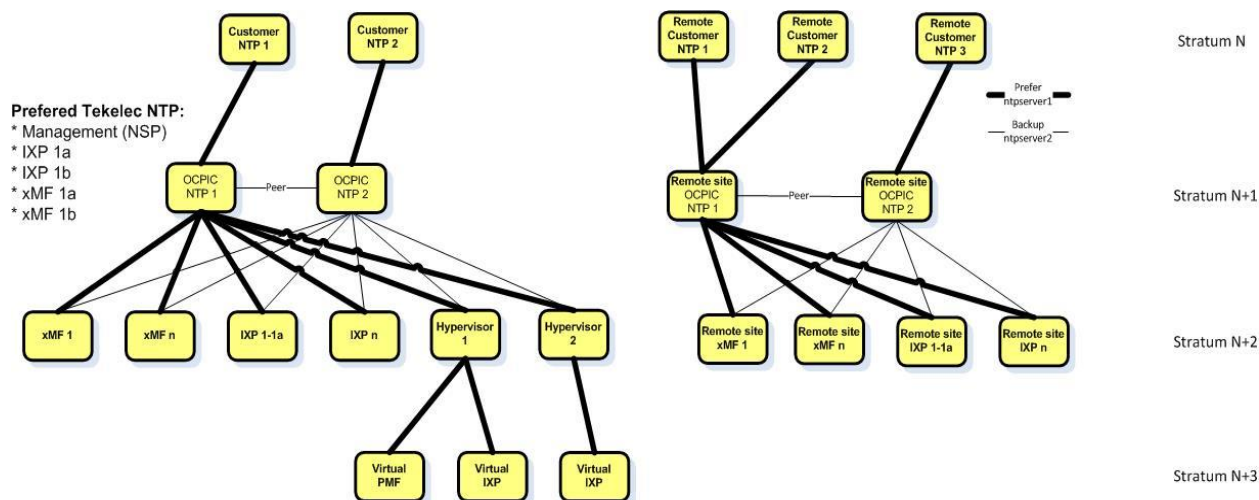 Customer
NTP 1
Customer
NTP 2
Remote
Customer
NTP 1
Remote
Customer
NTP 2
Remote
Customer
NTP 3
Stratum N
Prefer
ntpserver1
Backup
ntpserver2
Prefered Tekelec NTP:
* Management (NSP)
* IXP 1a
* IXP 1b
* xMF 1a
* xMF 1b
OCPIC
NTP 1
Peer
OCPIC
NTP 2
Remote site
OCPIC
NTP 1
Peer
Remote site
OCPIC
NTP 2
Stratum N+1
xMF 1
xMF n
IXP 1-1a
IXP n
Hypervisor
1
Hypervisor
2
Remote site
xMF 1
Remote site
xMF n
Remote site
IXP 1-1a
Remote site
IXP n
Stratum N+2
Virtual
PMF
Virtual
IXP
Virtual
IXP
Stratum N+3